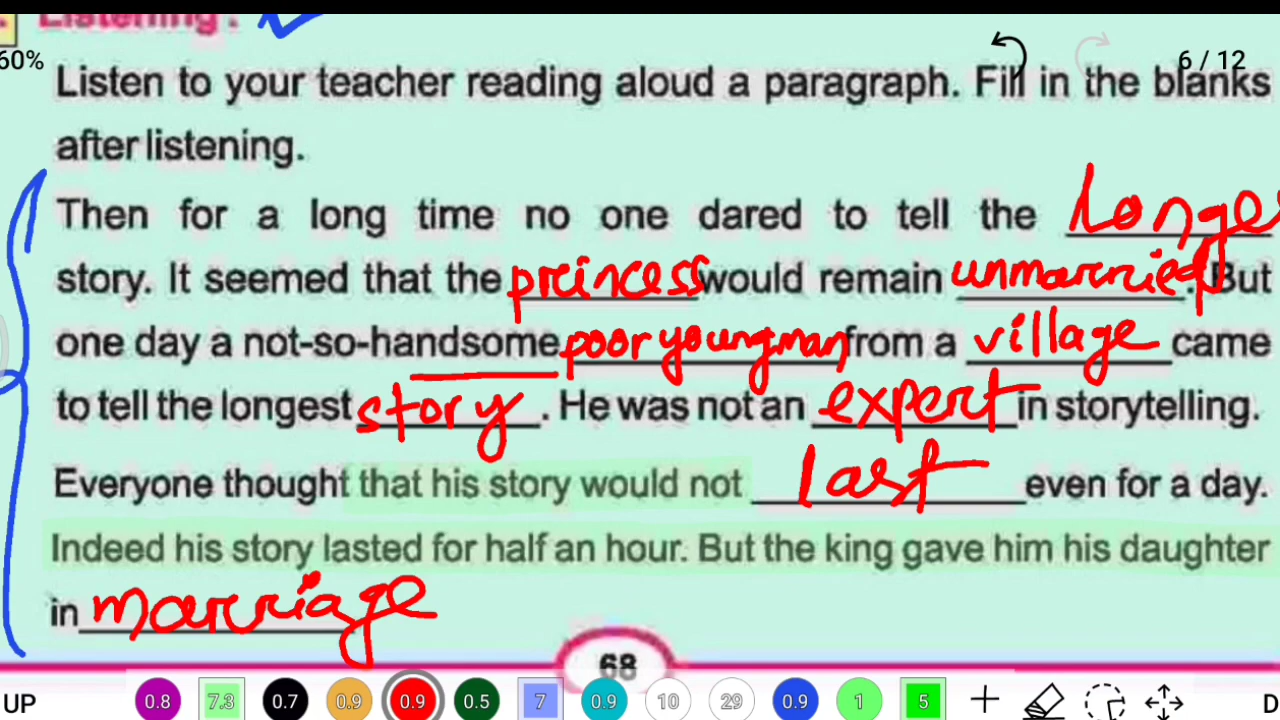 Listening :
60%
6 / 12
Listen to your teacher reading aloud a paragraph. Fill in the blanks
after listening.
Then for a long time no one dared to tell the longe
story. It seemed that the princess would remain unmarried. But
one day a not-so-handsome poor young man from a village came
to tell the longest story. He was not an expert in storytelling.
Everyone thought that his story would not last even for a day.
Indeed his story lasted for half an hour. But the king gave him his daughter
in marriage
68
UP 0.8 7.3 0.7 0.9 0.9 0.5 7 0.9 10 29 0.9 1 5 D